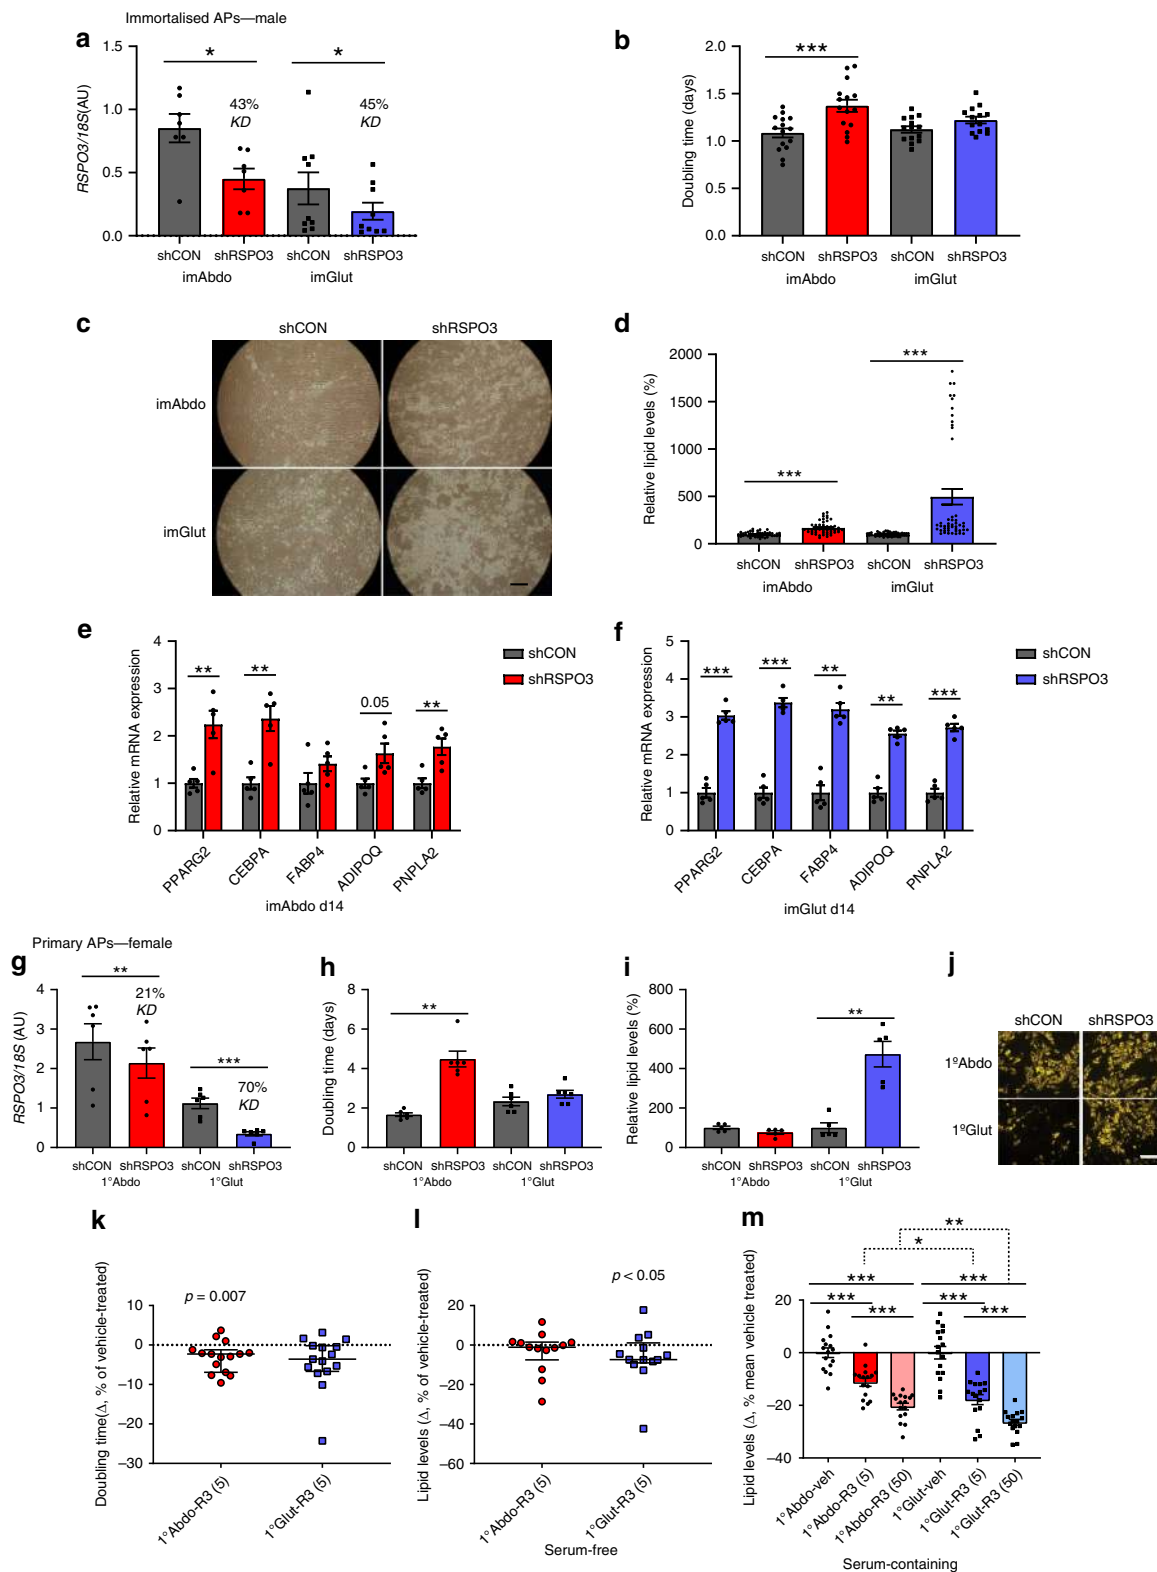 Immortalised APs—male
a
RSPO3/18S(AU)
1.5
1.0
0.5
0.0
*
*
43%
KD
45%
KD
shCON
shRSPO3
shCON
shRSPO3
imAbdo
imGlut
b
Doubling time (days)
2.0
1.5
1.0
0.5
0.0
***
shCON
shRSPO3
shCON
shRSPO3
imAbdo
imGlut
c
shCON
shRSPO3
imAbdo
imGlut
d
Relative lipid levels (%)
2000
1500
1000
500
0
***
***
shCON
shRSPO3
shCON
shRSPO3
imAbdo
imGlut
e
Relative mRNA expression
4
3
2
1
0
**
**
0.05
**
shCON
shRSPO3
PPARG2
CEBPA
FABP4
ADIPOQ
PNPLA2
imAbdo d14
f
Relative mRNA expression
5
4
3
2
1
0
***
***
**
**
***
shCON
shRSPO3
PPARG2
CEBPA
FABP4
ADIPOQ
PNPLA2
imGlut d14
Primary APs—female
g
RSPO3/18S (AU)
4
3
2
1
0
**
21%
KD
***
70%
KD
shCON
shRSPO3
shCON
shRSPO3
1°Abdo
1°Glut
h
Doubling time (days)
6
4
2
0
**
shCON
shRSPO3
shCON
shRSPO3
1°Abdo
1°Glut
i
Relative lipid levels (%)
800
600
400
200
0
**
shCON
shRSPO3
shCON
shRSPO3
1°Abdo
1°Glut
j
shCON
shRSPO3
1ºAbdo
1ºGlut
k
Doubling time(Δ, % of vehicle-treated)
10
0
−10
−20
−30
p = 0.007
1°Abdo-R3 (5)
1°Glut-R3 (5)
l
Lipid levels (Δ, % of vehicle-treated)
20
0
−20
−40
−60
p < 0.05
1°Abdo-R3 (5)
1°Glut-R3 (5)
Serum-free
m
Lipid levels (Δ, % mean vehicle treated)
20
0
−20
−40
**
*
***
***
***
***
***
***
1°Abdo-veh
1°Abdo-R3 (5)
1°Abdo-R3 (50)
1°Glut-veh
1°Glut-R3 (5)
1°Glut-R3 (50)
Serum-containing